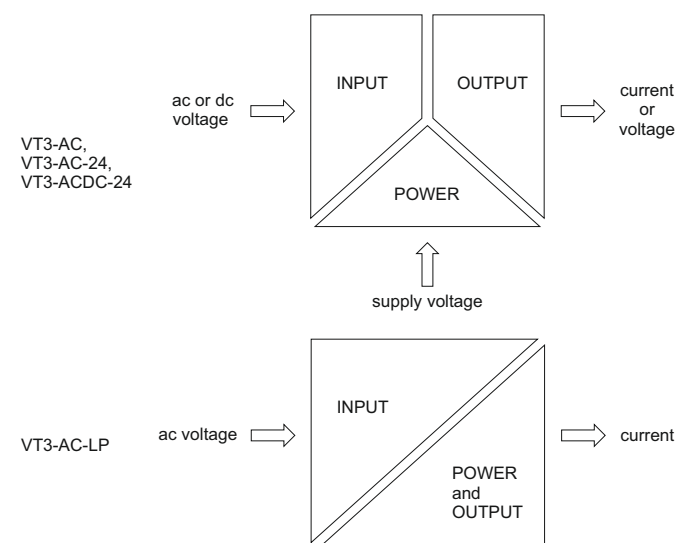 INPUT
OUTPUT
ac or dc
voltage
current
or
voltage
VT3-AC,
VT3-AC-24,
VT3-ACDC-24
POWER
supply voltage
INPUT
VT3-AC-LP
ac voltage
current
POWER
and
OUTPUT